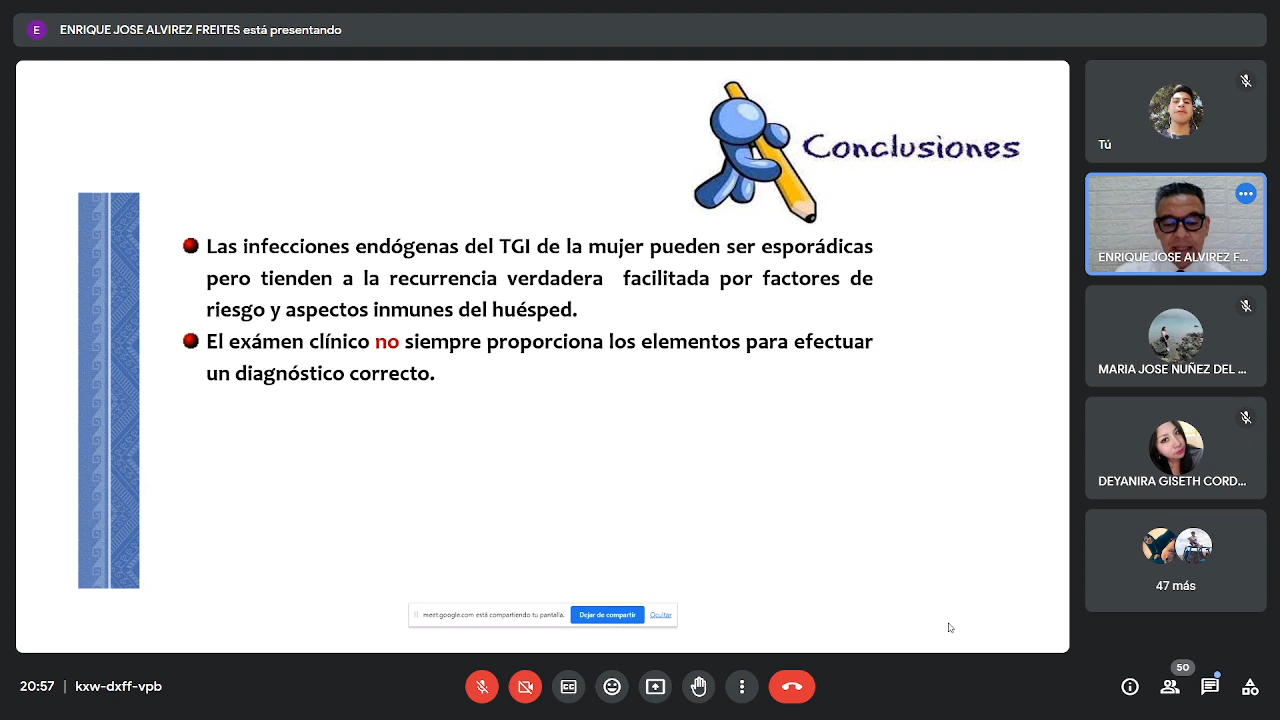 E
ENRIQUE JOSE ALVIREZ FREITES está presentando
Conclusiones
Las infecciones endógenas del TGI de la mujer pueden ser esporádicas
pero tienden a la recurrencia verdadera facilitada por factores de
riesgo y aspectos inmunes del huésped.
El exámen clínico no siempre proporciona los elementos para efectuar
un diagnóstico correcto.
meet.google.com está compartiendo tu pantalla.
Dejar de compartir
Ocultar
Tú
ENRIQUE JOSE ALVIREZ F...
MARIA JOSE NUÑEZ DEL ...
DEYANIRA GISETH CORD...
47 más
20:57 | kxw-dxff-vpb
50